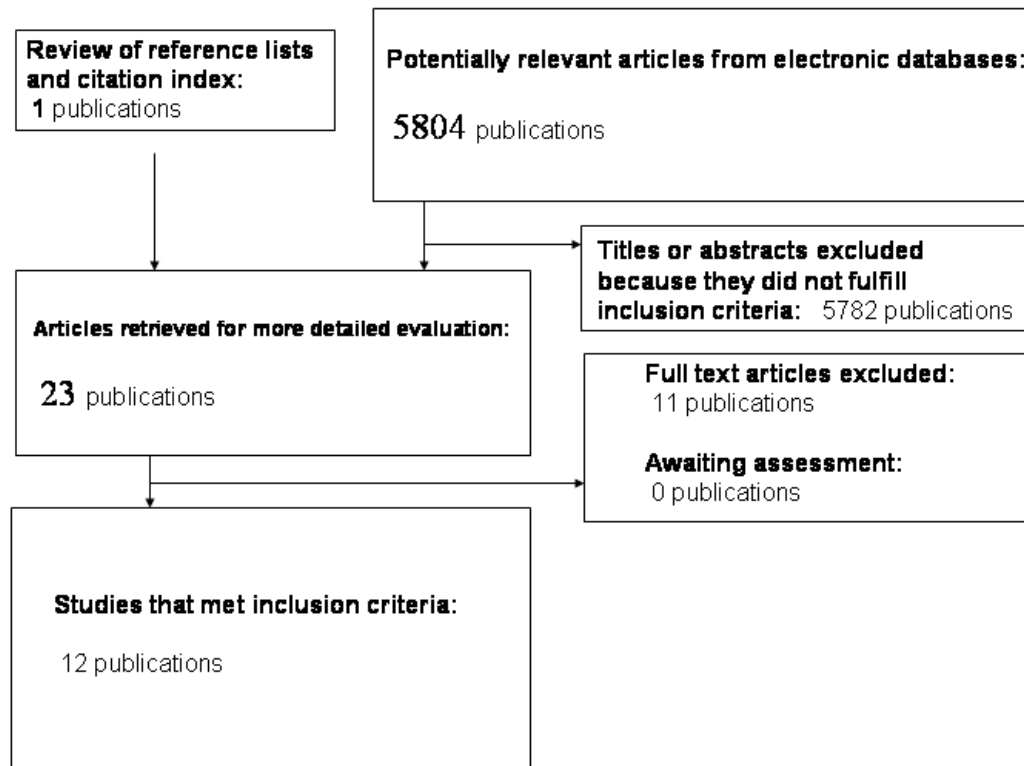 Review of reference lists
and citation index:
1 publications
Potentially relevant articles from electronic databases:
5804 publications
Titles or abstracts excluded
because they did not fulfill
inclusion criteria: 5782 publications
Articles retrieved for more detailed evaluation:
23 publications
Full text articles excluded:
11 publications
Awaiting assessment:
0 publications
Studies that met inclusion criteria:
12 publications